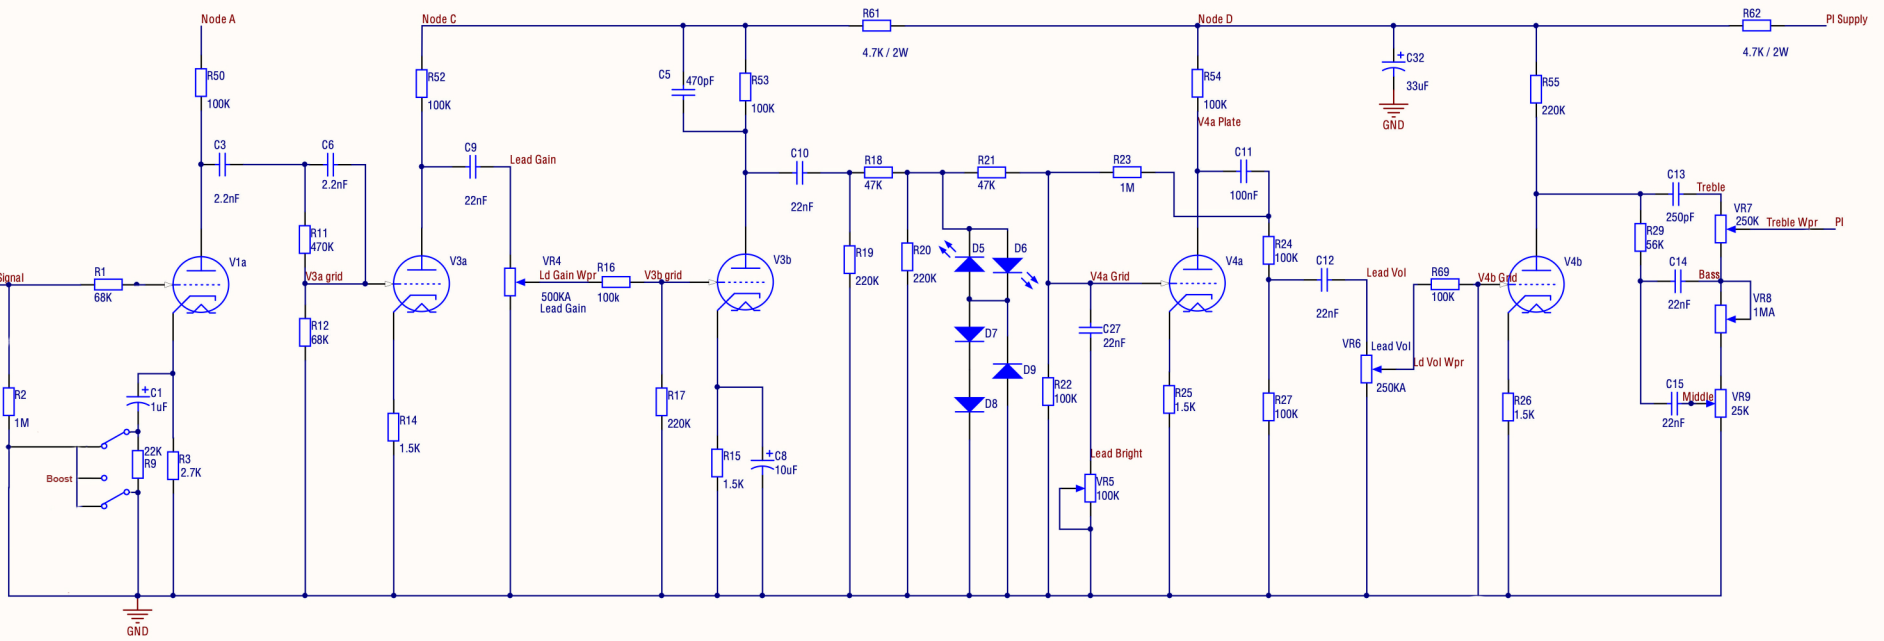 Node A
Node C
R61
4.7K / 2W
Node D
R62
4.7K / 2W
PI Supply
R50
100K
R52
100K
C5
470pF
R53
100K
R54
100K
V4a Plate
C32
+
33uF
GND
R55
220K
C3
2.2nF
C6
2.2nF
C9
22nF
Lead Gain
C10
22nF
R18
47K
R21
47K
R23
1M
C11
100nF
C13
250pF
Treble
VR7
250K
Treble Wpr
PI
R11
470K
R19
220K
R20
220K
D5
D6
R24
100K
R29
56K
Signal
R1
68K
V1a
V3a grid
V3a
VR4
500KA
Lead Gain
Ld Gain Wpr
R16
100k
V3b grid
V3b
V4a Grid
V4a
C12
22nF
Lead Vol
R69
100K
V4b Grid
V4b
C14
22nF
Bass
VR8
1MA
R12
68K
D7
D9
D8
C27
22nF
VR6
Lead Vol
250KA
Ld Vol Wpr
R2
1M
C1
+
1uF
R14
1.5K
R17
220K
R22
100K
R25
1.5K
R27
100K
R26
1.5K
C15
22nF
Middle
VR9
25K
22K
R9
R3
2.7K
Boost
R15
1.5K
C8
+
10uF
Lead Bright
VR5
100K
GND